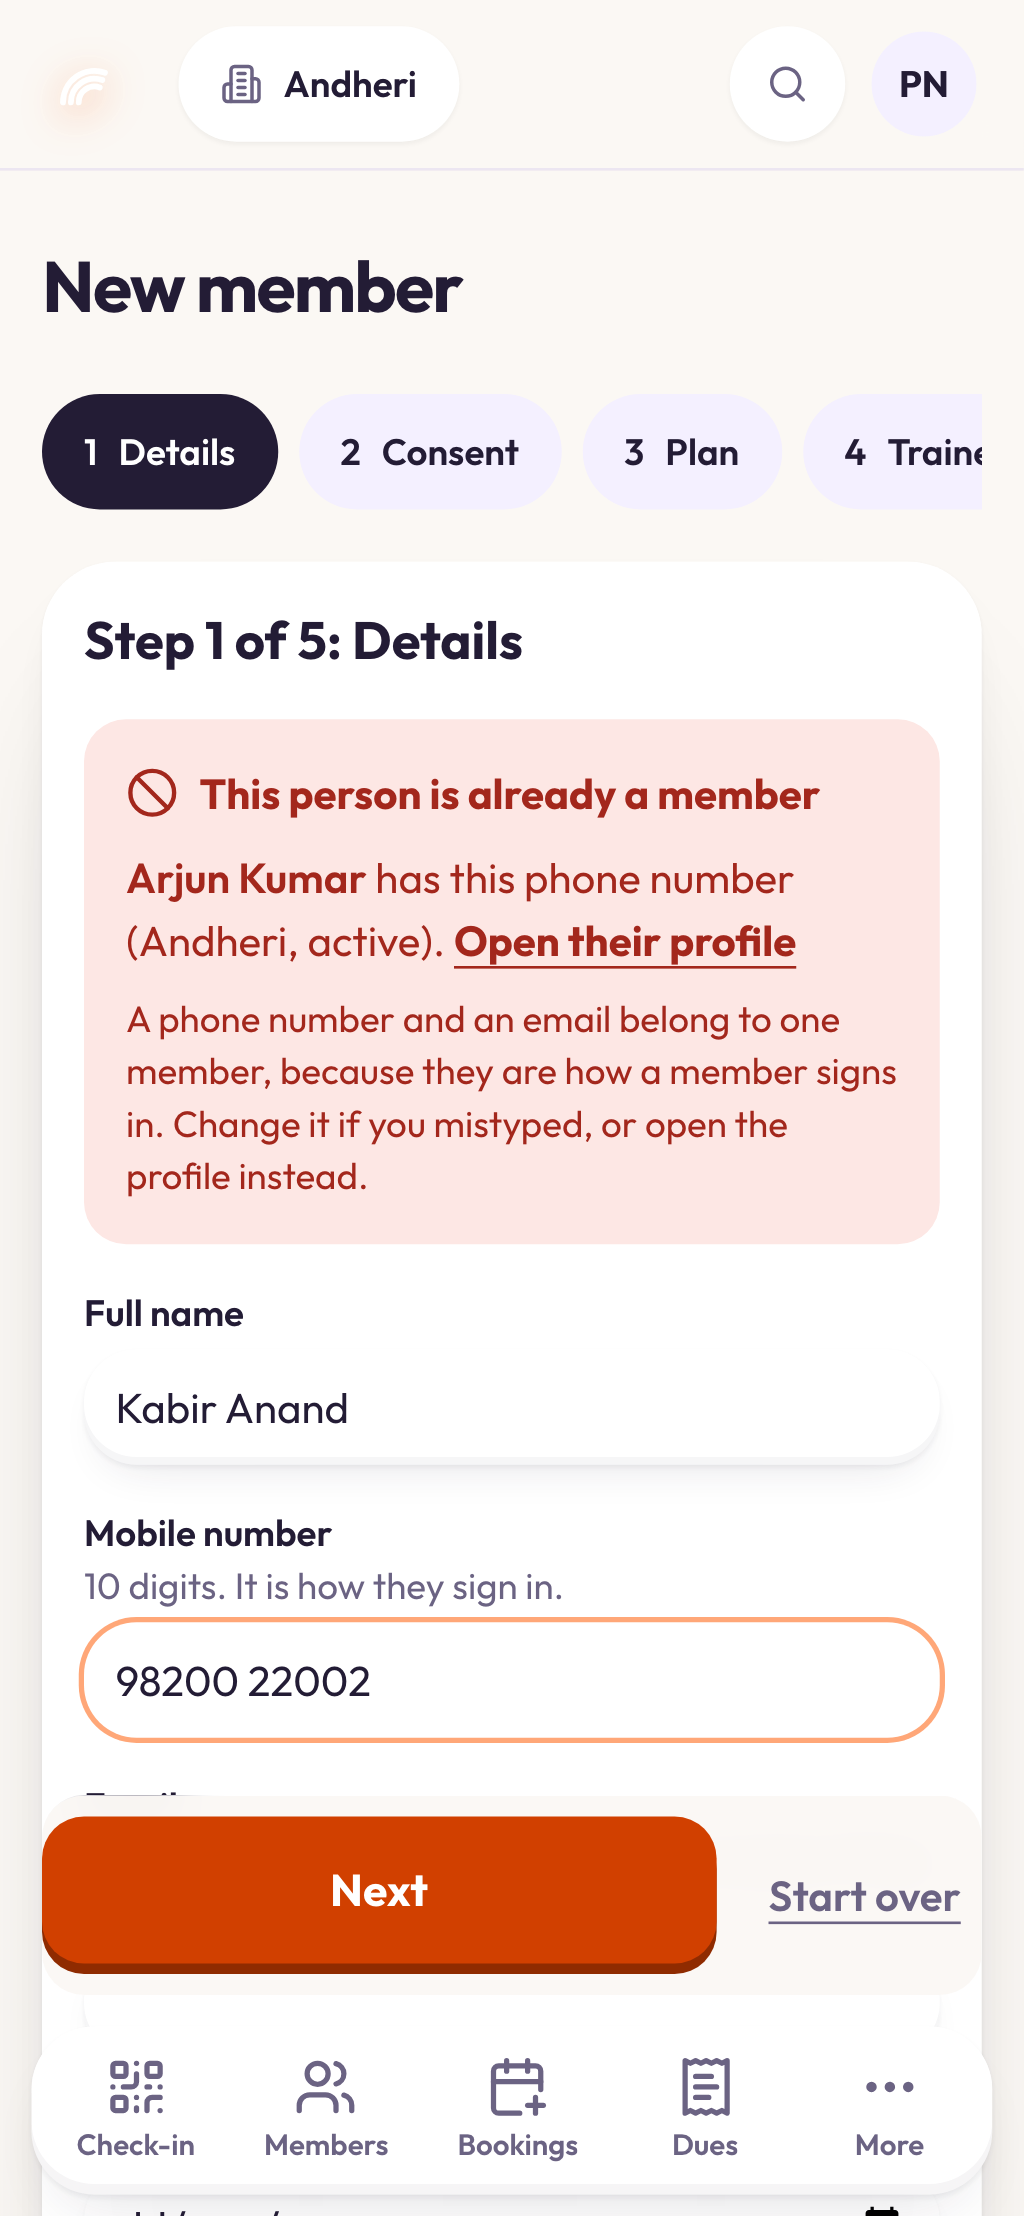 Andheri
PN
New member
1 Details
2 Consent
3 Plan
4 Traine
Step 1 of 5: Details
This person is already a member
Arjun Kumar has this phone number
(Andheri, active). Open their profile
A phone number and an email belong to one
member, because they are how a member signs
in. Change it if you mistyped, or open the
profile instead.
Full name
Kabir Anand
Mobile number
10 digits. It is how they sign in.
98200 22002
Next
Start over
Check-in
Members
Bookings
Dues
More